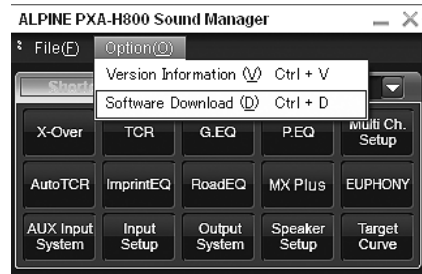 ALPINE PXA-H800 Sound Manager
File(F) Option(O)
Version Information (V) Ctrl + V
Software Download (D) Ctrl + D
X-Over TCR G.EQ P.EQ Multi Ch. Setup
AutoTCR ImprintEQ RoadEQ MX Plus EUPHONY
AUX Input System Input Setup Output System Speaker Setup Target Curve